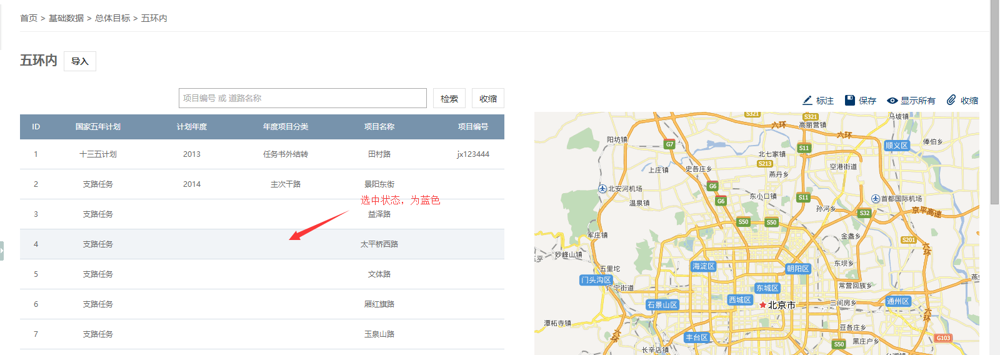 首页 > 基础数据 > 总体目标 > 五环内
五环内 导入
项目编号 或 道路名称 检索 收缩
标注 保存 显示所有 收缩
ID 国家五年计划 计划年度 年度项目分类 项目名称 项目编号
1 十三五计划 2013 任务书外结转 田村路 jx123444
2 支路任务 2014 主次干路 景阳东街
选中状态，为蓝色
3 支路任务 益泽路
4 支路任务 太平桥西路
5 支路任务 文体路
6 支路任务 厢红旗路
7 支路任务 玉泉山路
S321
S321
马坡镇
六环
高丽营镇
六环
阳坊镇
G7
S11
顺义区
俸伯乡
北七家镇
S213
上庄镇
史各庄乡
燕丹乡
空港街道
G6
北安河机场
G6
温泉镇
东小口镇
S11
首都国际机场
孙河乡
S32
京平高速
S50
S50
军庄镇
金盏乡
S201
六环
妙峰山镇
五里坨
海淀区
朝阳区
东坝乡
门头沟区
广宁街道
东城区
常营回族乡
石景山区
西城区
北京市
三间房乡
通州区
六环
潭柘寺镇
六环
丰台区
豆各庄乡
G103
S50
黑庄户乡
长辛店镇